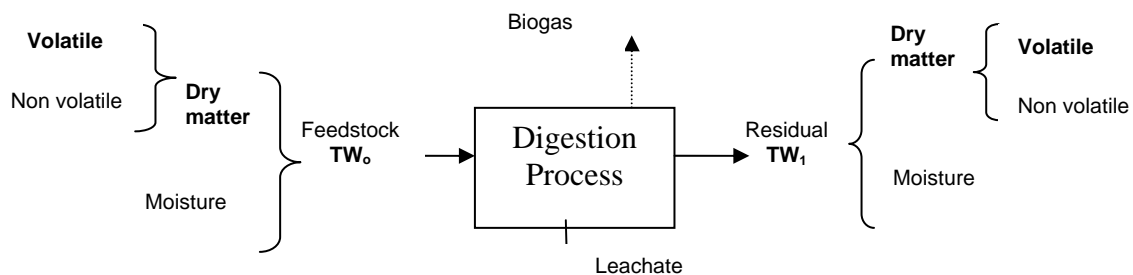 Biogas
Volatile
Non volatile
Dry
matter
Moisture
Feedstock
TWo
Digestion
Process
Leachate
Residual
TW1
Dry
matter
Volatile
Non volatile
Moisture